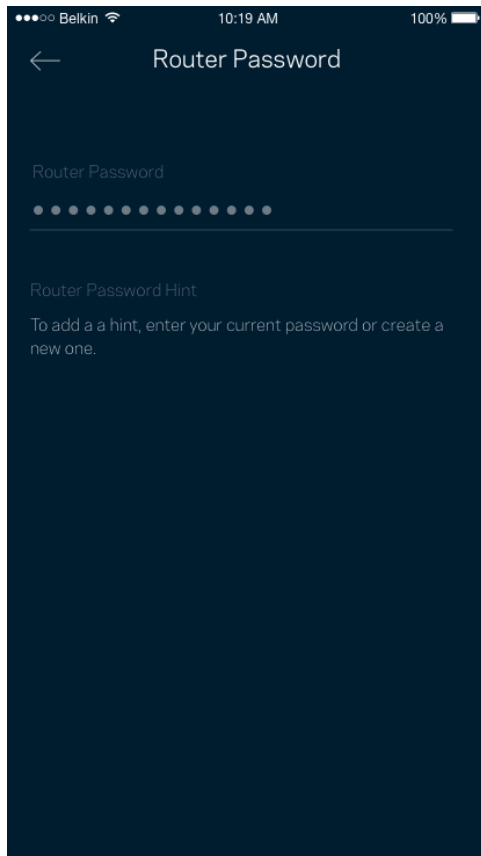 Belkin 10:19 AM 100%
Router Password
Router Password
●●●●●●●●●●●●●●
Router Password Hint
To add a a hint, enter your current password or create a
new one.